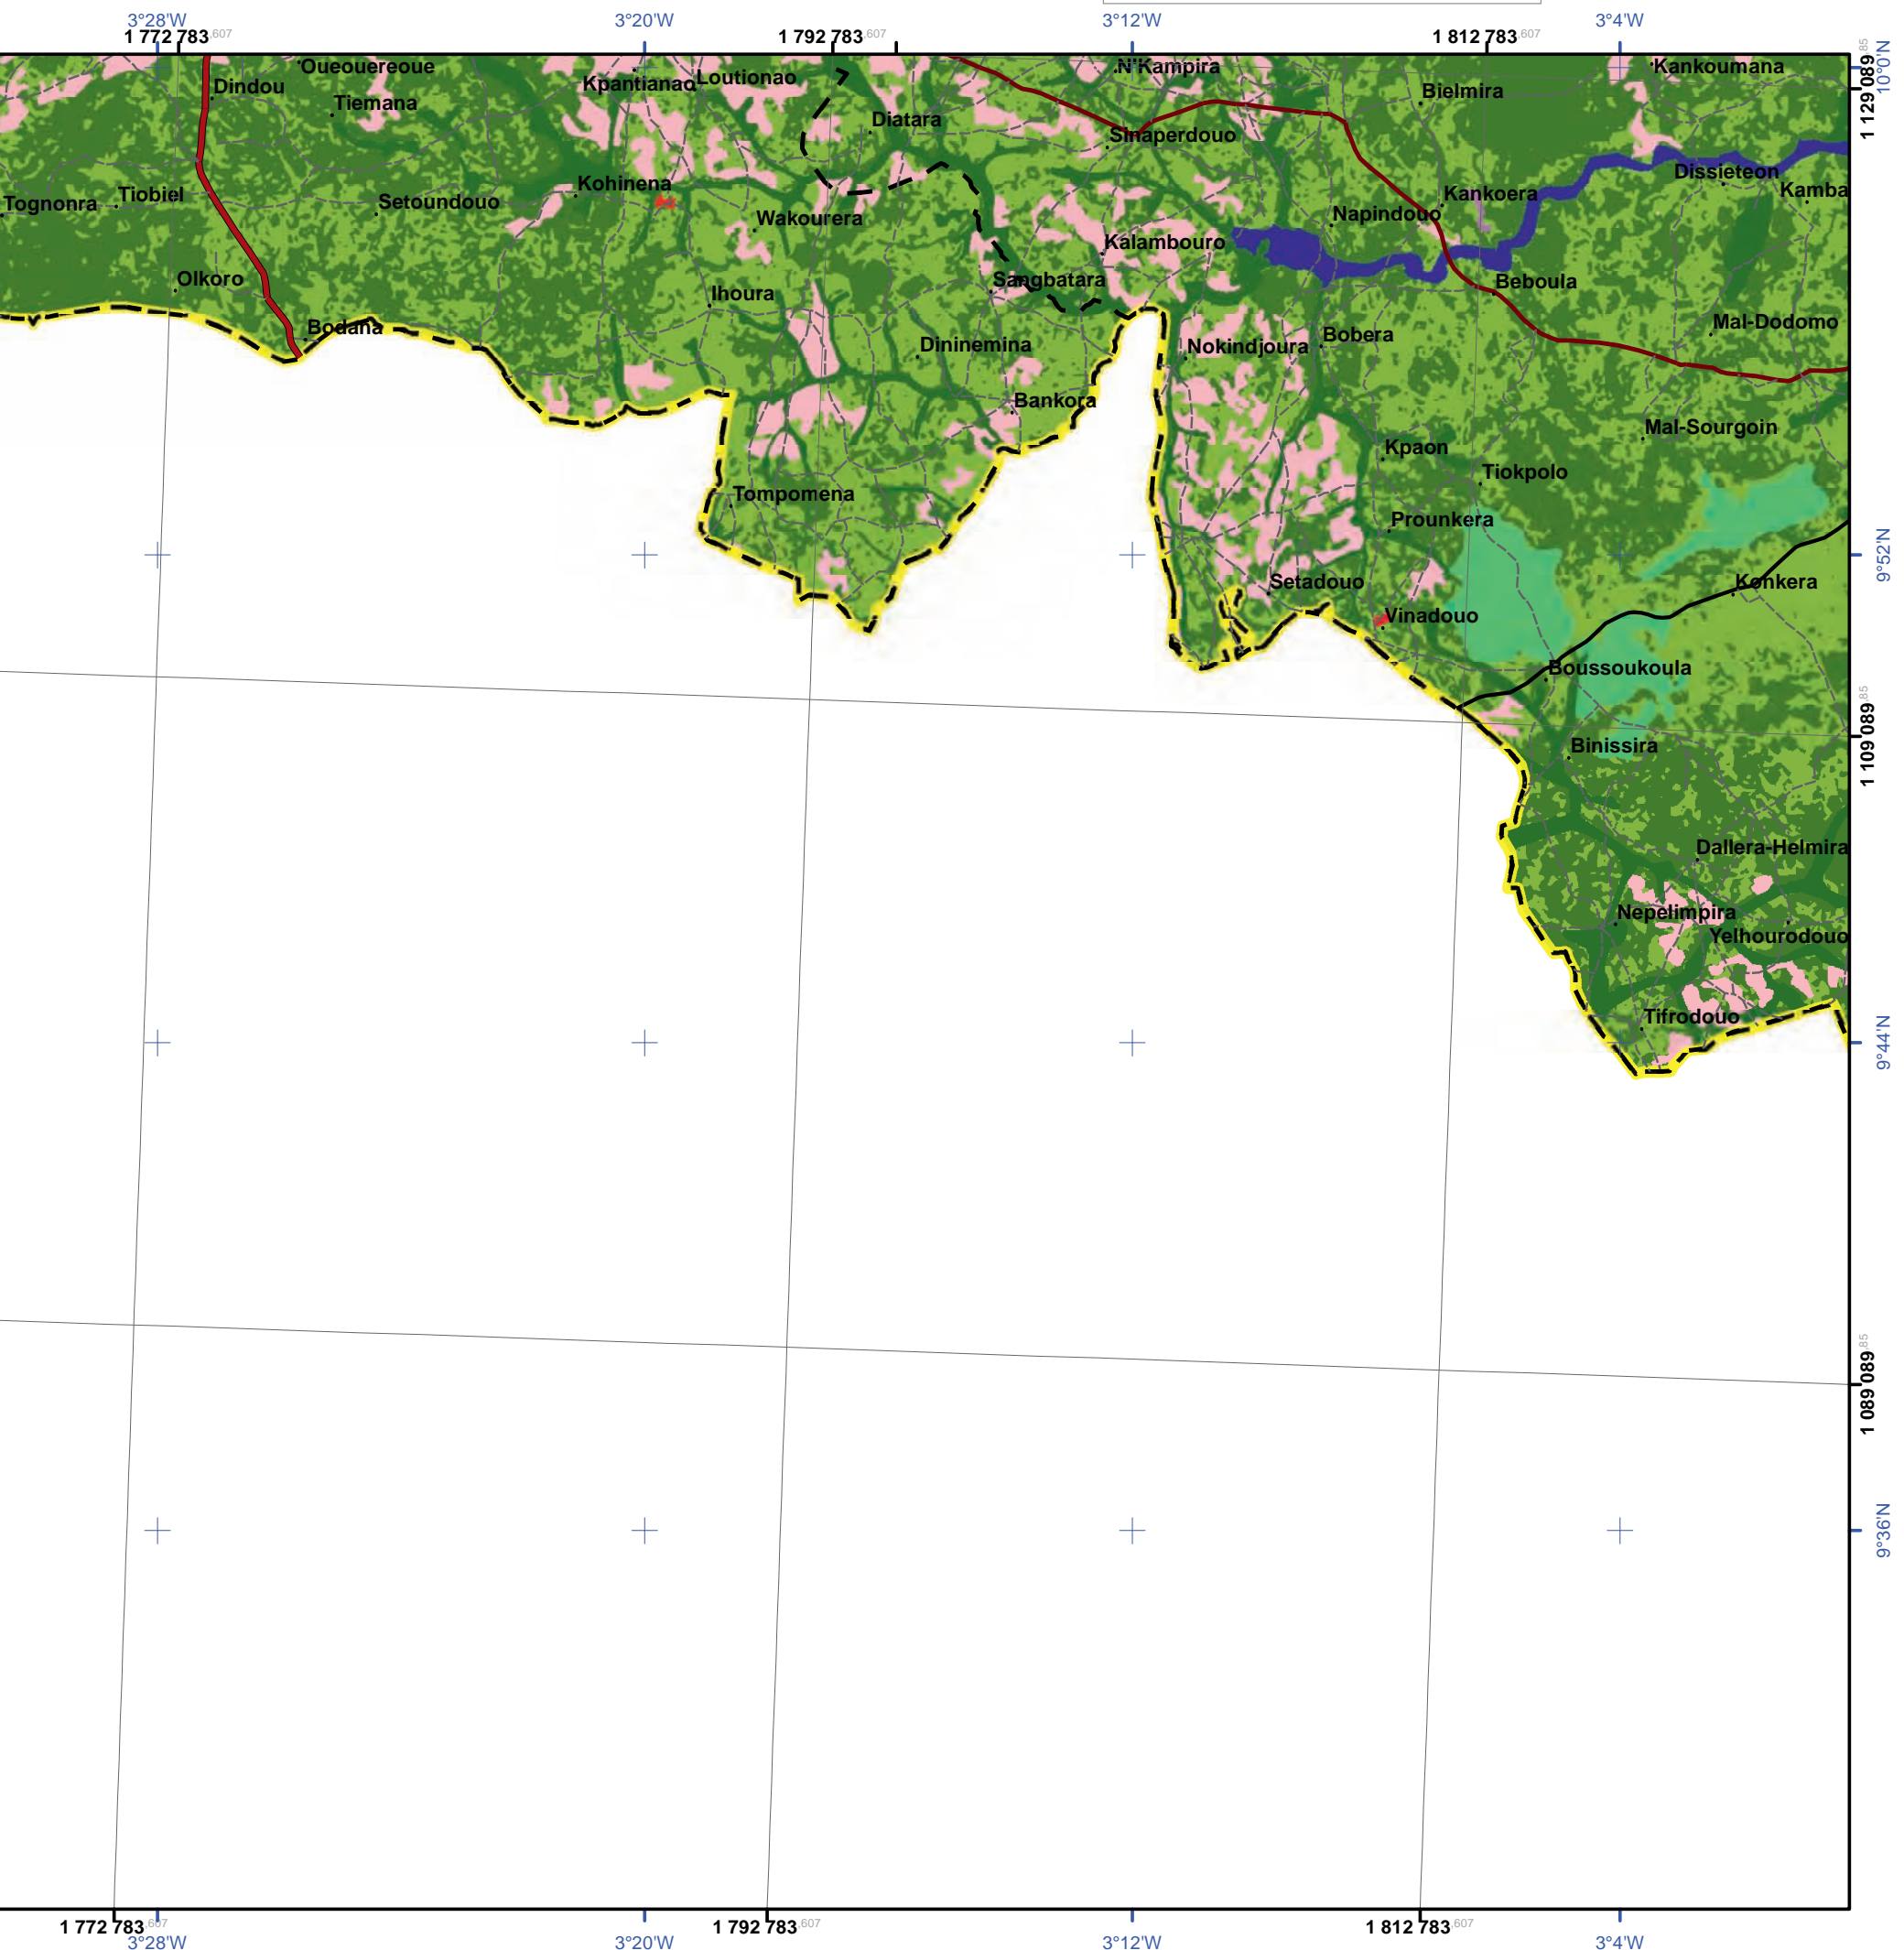 3°28'W 3°20'W 3°12'W 3°4'W
1 772 783.607 1 792 783.607 1 812 783.607
Oueouereoue
N'Kampira
Kankoumana
Dindou
Kpantianao
Loutionao
Bielmira
Tiemana
Diatara
Sinaperdouo
Dissieteon
Kohinena
Kamba
Tiobiel
Kankoera
Tognonra
Setoundouo
Wakourera
Napindouo
Kalambouro
Olkoro
Sangbatara
Beboula
Ihoura
Bodana
Mal-Dodomo
Bobera
Dininemina
Nokindjoura
Bankora
Mal-Sourgoin
Kpaon
Tiokpolo
Tompomena
Prounkera
Setadouo
Konkera
Vinadouo
Boussoukoula
Binissira
Dallera-Helmira
Nepelimpira
Yelhourodouo
Tifrodouo
1 129 089.85
10°0'N
9°52'N
1 109 089.85
9°44'N
1 089 089.85
9°36'N
1 772 783.607 1 792 783.607 1 812 783.607
3°28'W 3°20'W 3°12'W 3°4'W